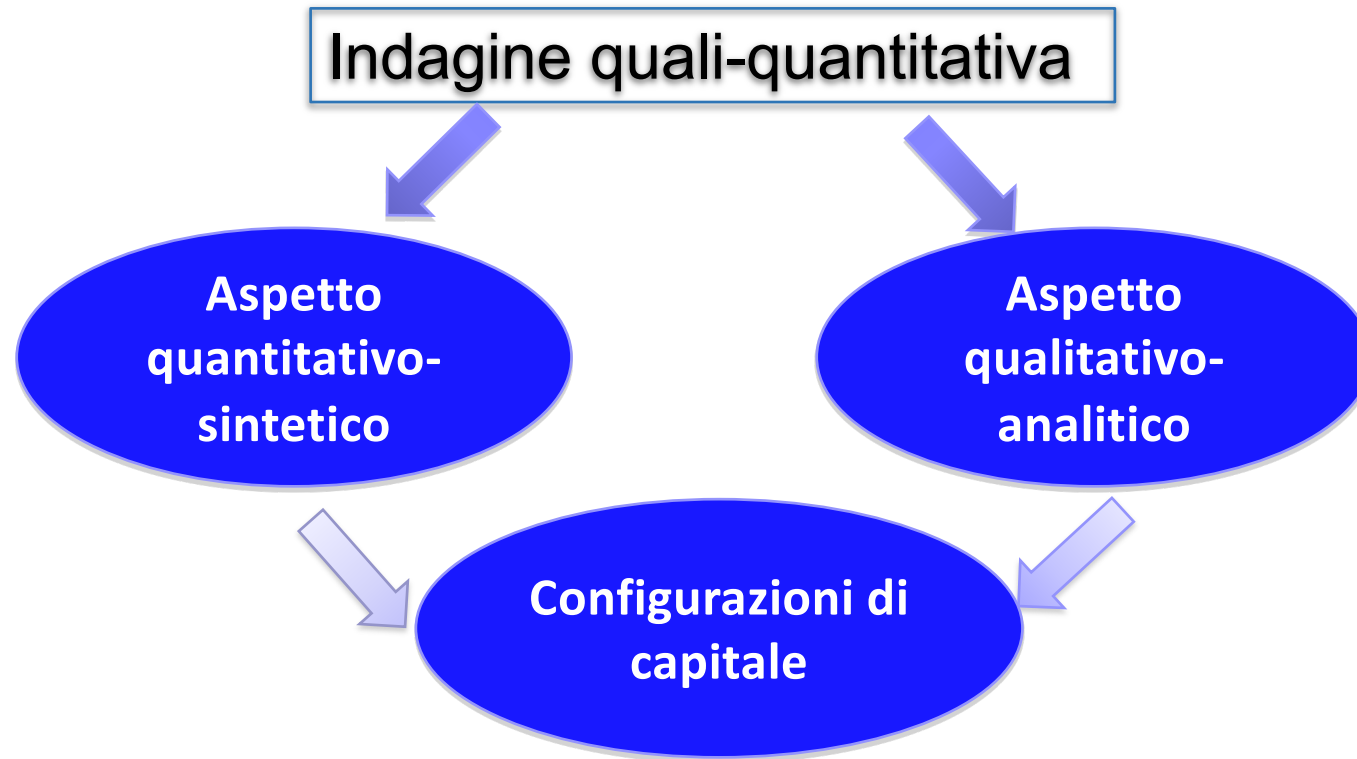 Indagine quali-quantitativa
Aspetto
quantitativo-
sintetico
Aspetto
qualitativo-
analitico
Configurazioni di
capitale